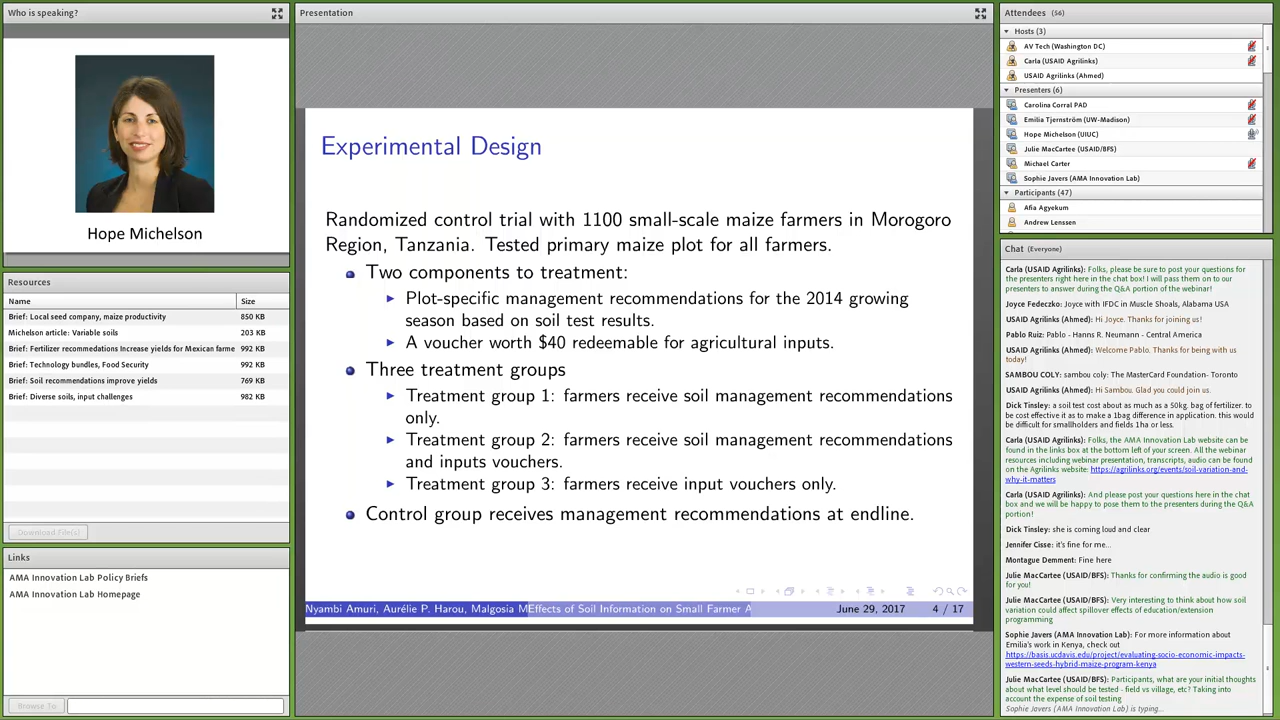 Who is speaking?
Hope Michelson
Resources
Name
Size
Brief: Local seed company, maize productivity
850 KB
Michelson article: Variable soils
203 KB
Brief: Fertilizer recommendations Increase yields for Mexican farme
992 KB
Brief: Technology bundles, Food Security
992 KB
Brief: Soil recommendations improve yields
769 KB
Brief: Diverse soils, input challenges
982 KB
Download File(s)
Links
AMA Innovation Lab Policy Briefs
AMA Innovation Lab Homepage
Browse To
Presentation
Experimental Design
Randomized control trial with 1100 small-scale maize farmers in Morogoro
Region, Tanzania. Tested primary maize plot for all farmers.
Two components to treatment:
Plot-specific management recommendations for the 2014 growing
season based on soil test results.
A voucher worth $40 redeemable for agricultural inputs.
Three treatment groups
Treatment group 1: farmers receive soil management recommendations
only.
Treatment group 2: farmers receive soil management recommendations
and inputs vouchers.
Treatment group 3: farmers receive input vouchers only.
Control group receives management recommendations at endline.
Nyambi Amuri, Aurélie P. Harou, Malgosia M
Effects of Soil Information on Small Farmer A
June 29, 2017
4 / 17
Attendees (56)
Hosts (3)
AV Tech (Washington DC)
Carla (USAID Agrilinks)
USAID Agrilinks (Ahmed)
Presenters (6)
Carolina Corral PAD
Emilia Tjernström (UW-Madison)
Hope Michelson (UIUC)
Julie MacCartee (USAID/BFS)
Michael Carter
Sophie Javers (AMA Innovation Lab)
Participants (47)
Afia Agyekum
Andrew Lenssen
Chat (Everyone)
Carla (USAID Agrilinks): Folks, please be sure to post your questions for
the presenters right here in the chat box! I will pass them on to our
presenters to answer during the Q&A portion of the webinar!
Joyce Fedeczko: Joyce with IFDC in Muscle Shoals, Alabama USA
USAID Agrilinks (Ahmed): Hi Joyce. Thanks for joining us!
Pablo Ruiz: Pablo - Hanns R. Neumann - Central America
USAID Agrilinks (Ahmed): Welcome Pablo. Thanks for being with us
today!
SAMBOU COLY: sambou coly: The MasterCard Foundation- Toronto
USAID Agrilinks (Ahmed): Hi Sambou. Glad you could join us.
Dick Tinsley: a soil test cost about as much as a 50kg. bag of fertilizer. to
be cost effective it as to make a 1bag difference in application. this would
be difficult for smallholders and fields 1ha or less.
Carla (USAID Agrilinks): Folks, the AMA Innovation Lab website can be
found in the links box at the bottom left of your screen. All the webinar
resources including webinar presentation, transcripts, audio can be found
on the Agrilinks website: https://agrilinks.org/events/soil-variation-and-
why-it-matters
Carla (USAID Agrilinks): And please post your questions here in the chat
box and we will be happy to pose them to the presenters during the Q&A
portion!
Dick Tinsley: she is coming loud and clear
Jennifer Cisse: it's fine for me...
Montague Demment: Fine here
Julie MacCartee (USAID/BFS): Thanks for confirming the audio is good
for you!
Julie MacCartee (USAID/BFS): Very interesting to think about how soil
variation could affect spillover effects of education/extension
programming
Sophie Javers (AMA Innovation Lab): For more information about
Emilia's work in Kenya, check out
https://basis.ucdavis.edu/project/evaluating-socio-economic-impacts-
western-seeds-hybrid-maize-program-kenya
Julie MacCartee (USAID/BFS): Participants, what are your initial thoughts
about what level should be tested - field vs village, etc? Taking into
account the expense of soil testing
Sophie Javers (AMA Innovation Lab) is typing...